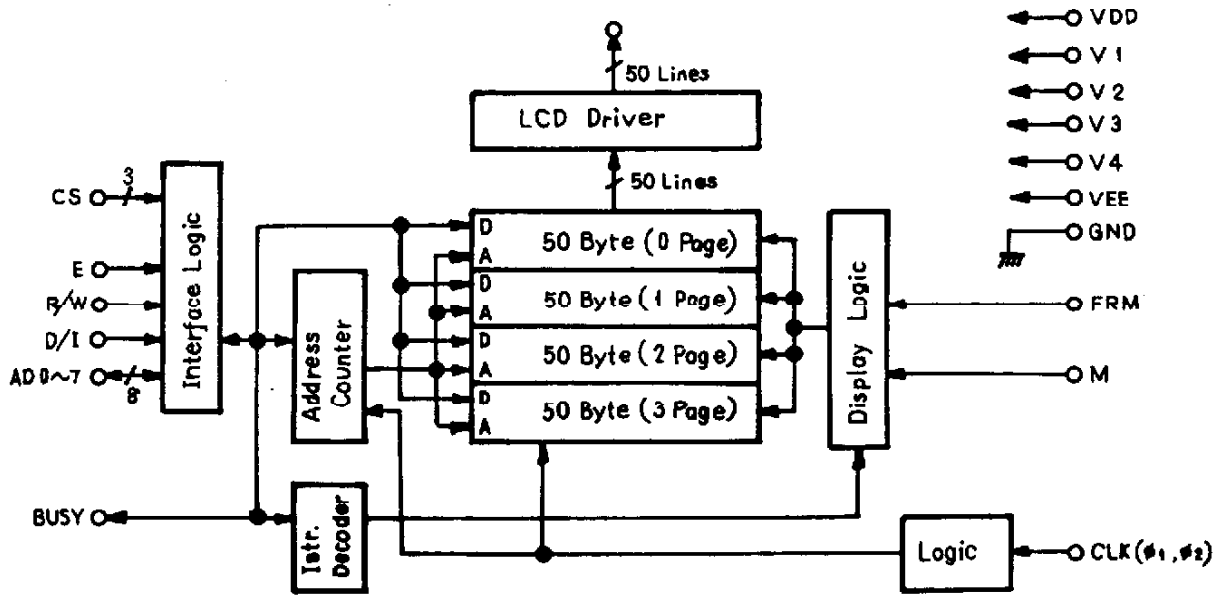 VDD
V1
V2
V3
V4
VEE
GND
50 Lines
LCD Driver
50 Lines
CS
3
E
R/W
D/I
AD0~7
8
Interface Logic
Address
Counter
D
50 Byte (0 Page)
A
D
50 Byte (1 Page)
A
D
50 Byte (2 Page)
A
D
50 Byte (3 Page)
A
Display Logic
FRM
M
BUSY
Istr.
Decoder
Logic
CLK(ϕ1,ϕ2)